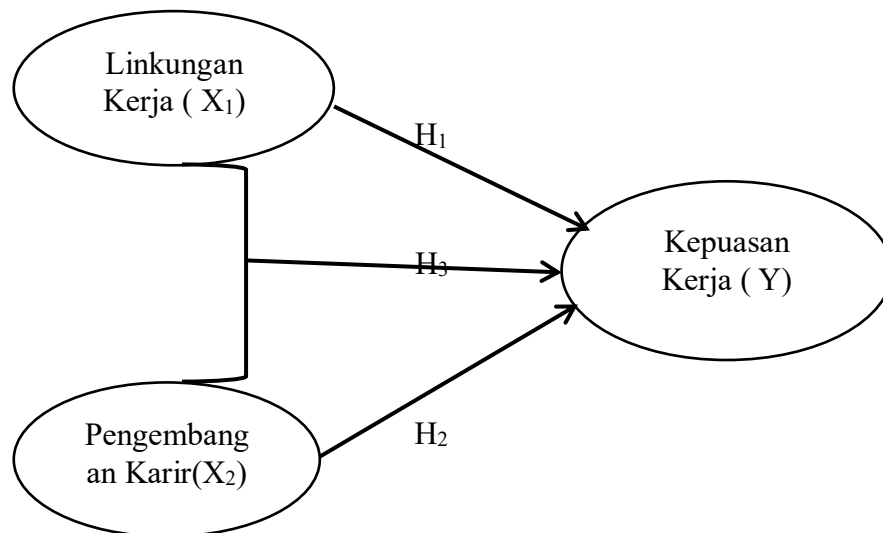 Linkungan
Kerja ( X₁)
H₁
Kepuasan
Kerja ( Y)
H₃
Pengembang
an Karir(X₂)
H₂